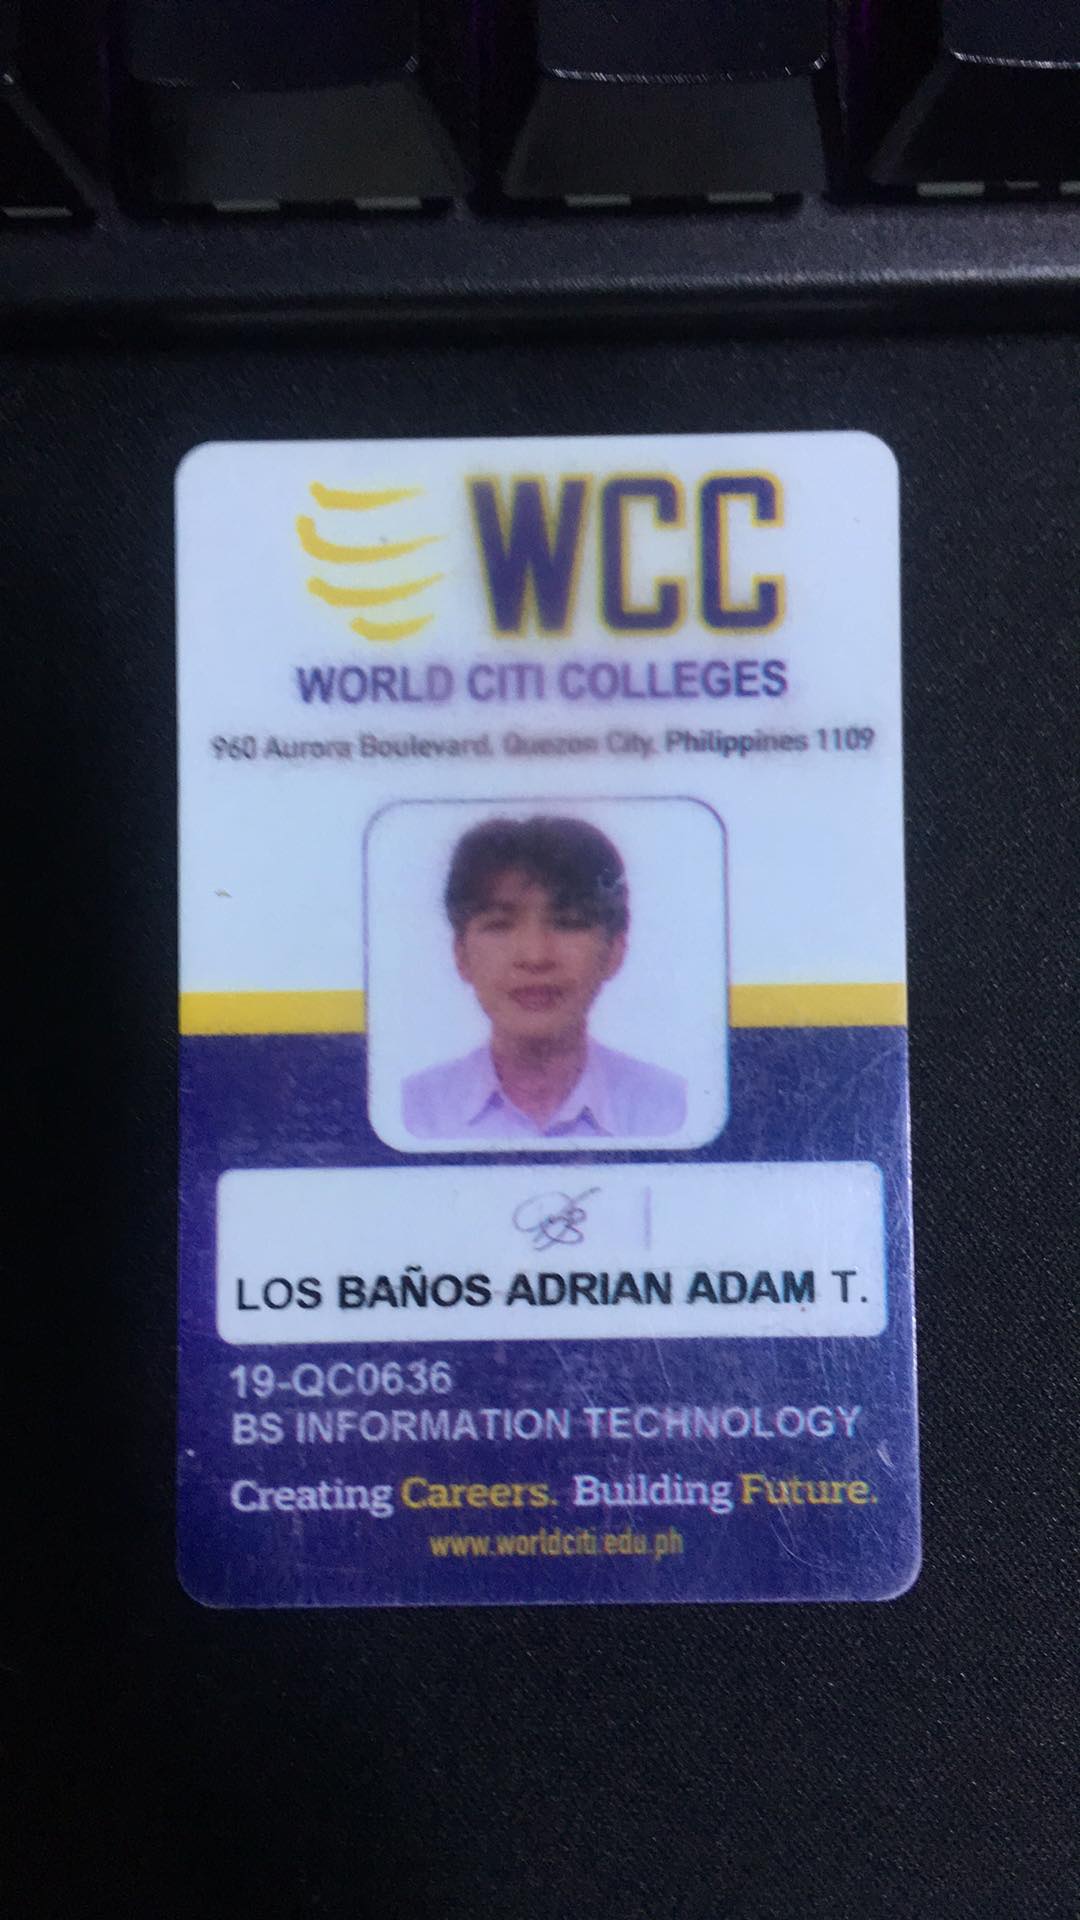 WCC
WORLD CITI COLLEGES
960 Aurora Boulevard, Quezon City, Philippines 1109
LOS BAÑOS ADRIAN ADAM T.
19-QC0636
BS INFORMATION TECHNOLOGY
Creating Careers. Building Future.
www.worldciti.edu.ph